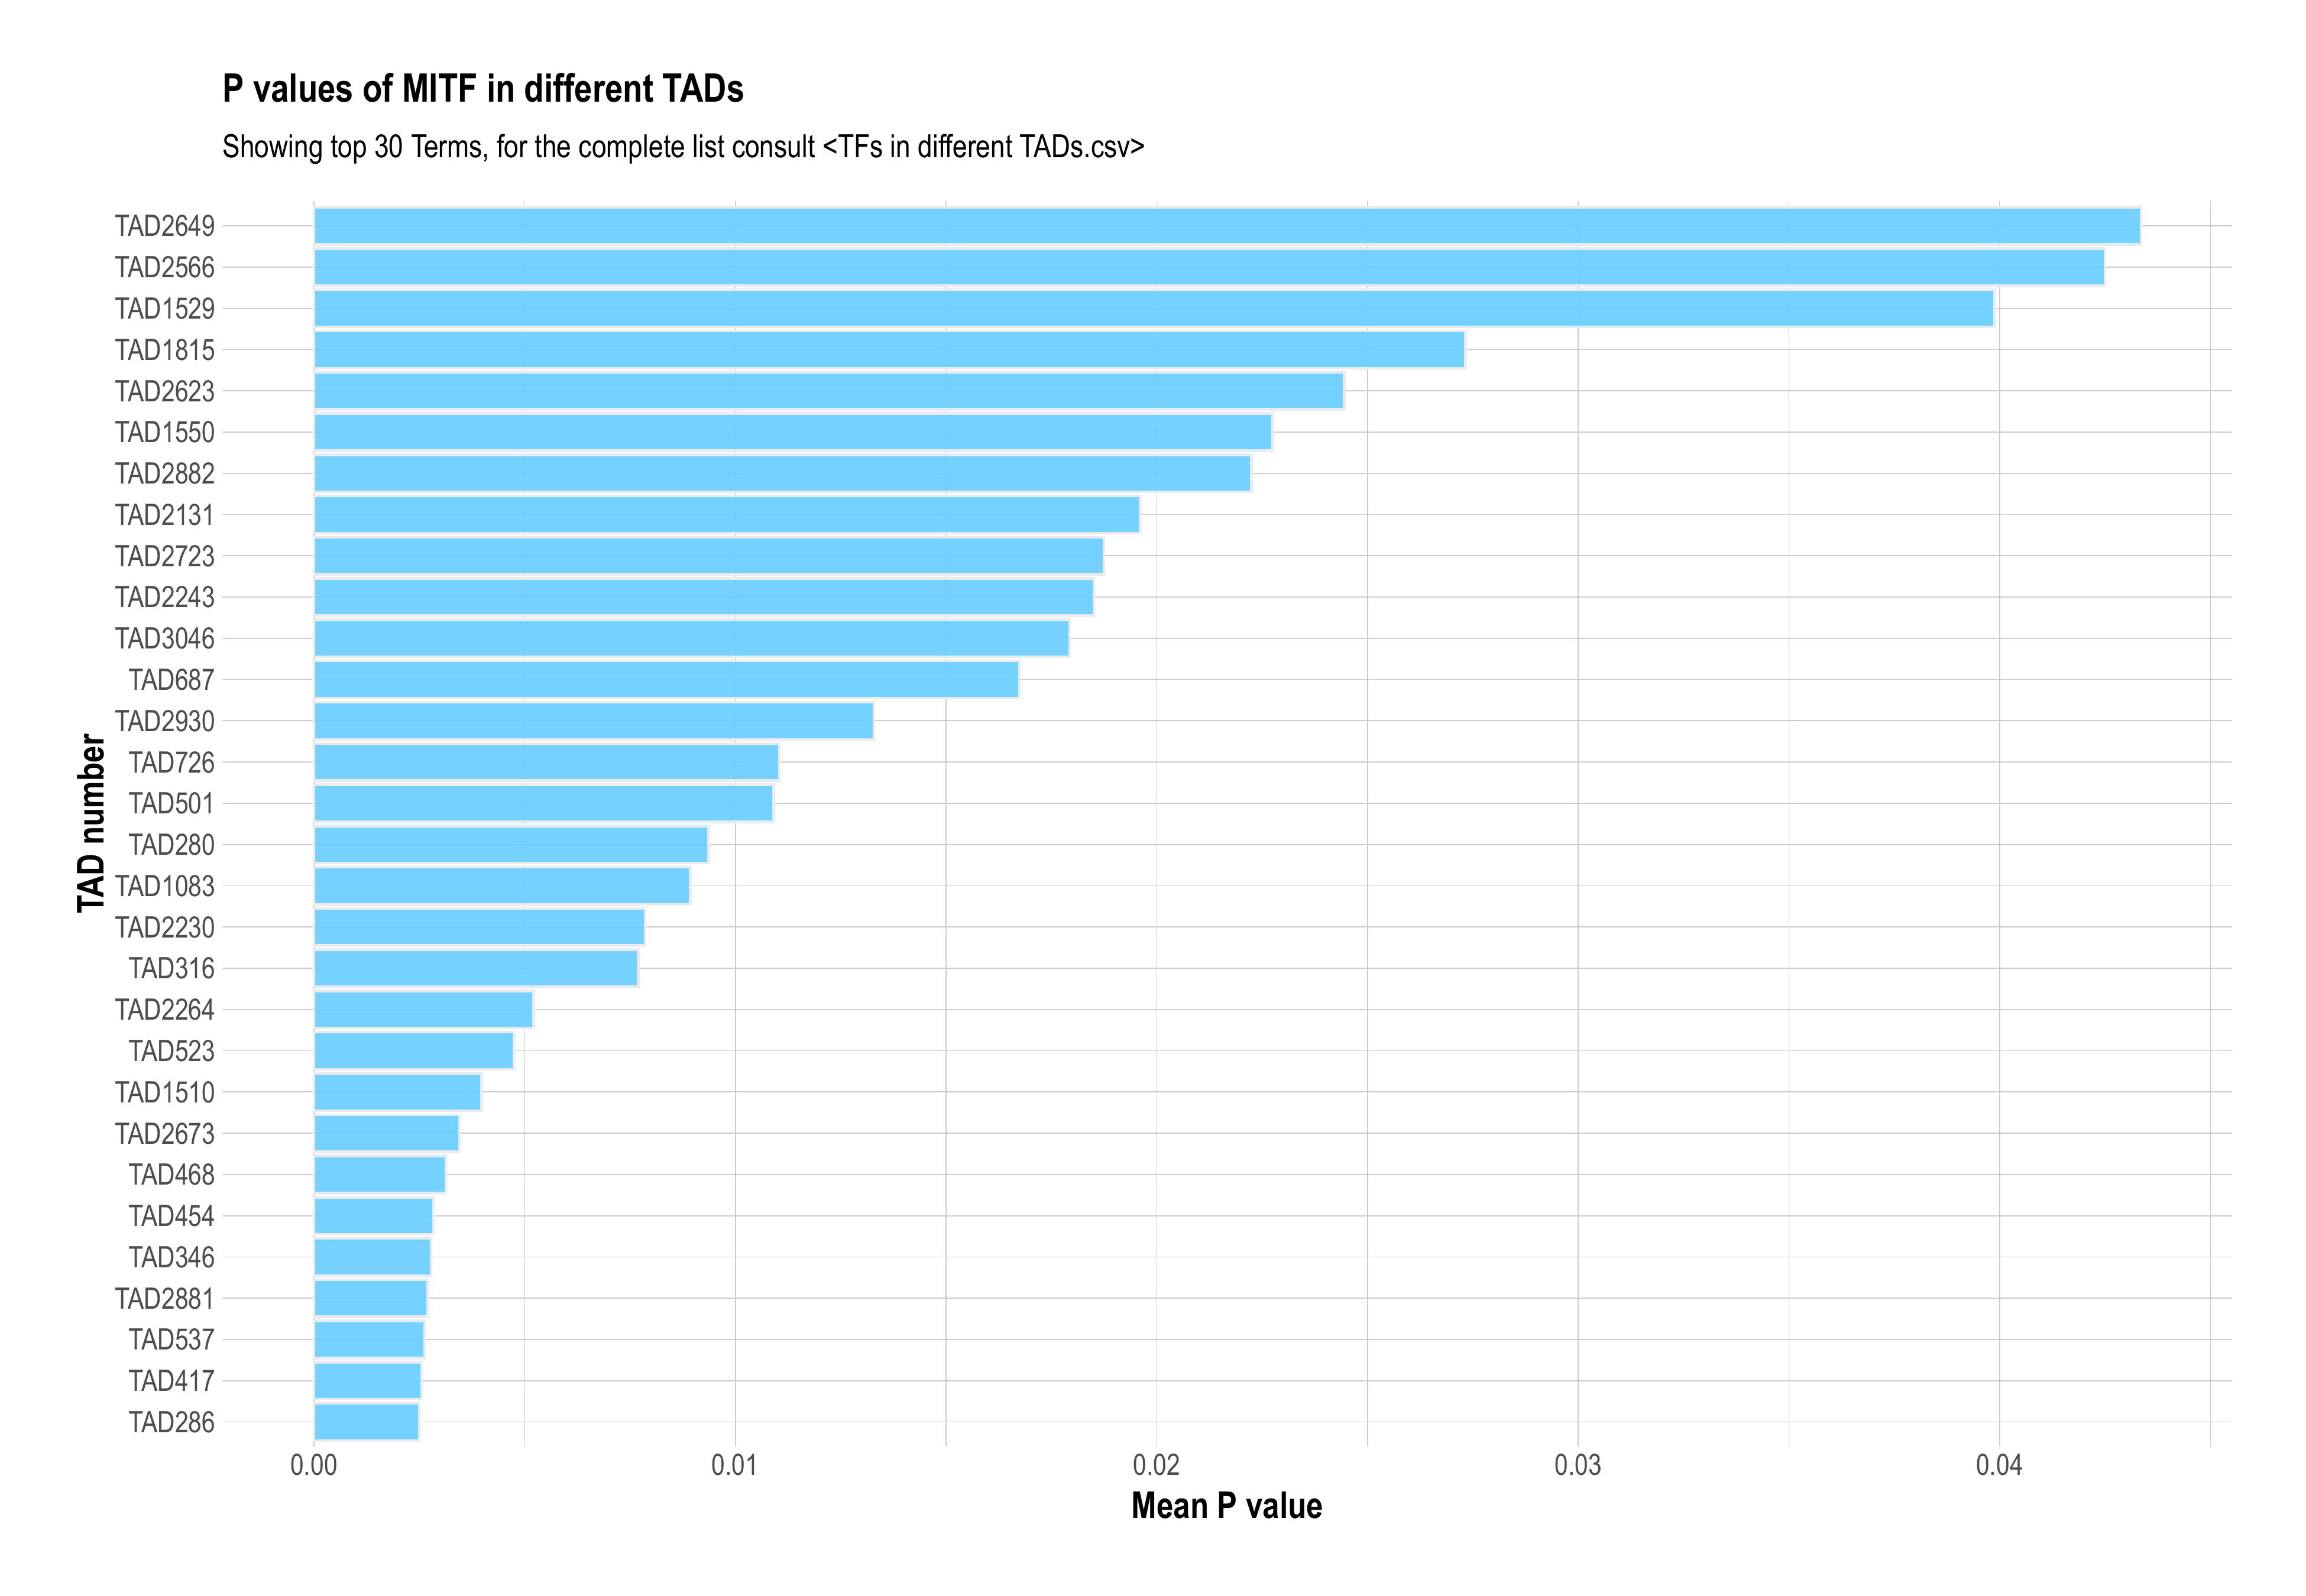 P values of MITF in different TADs
Showing top 30 Terms, for the complete list consult <TFs in different TADs.csv>
TAD number
TAD2649
TAD2566
TAD1529
TAD1815
TAD2623
TAD1550
TAD2882
TAD2131
TAD2723
TAD2243
TAD3046
TAD687
TAD2930
TAD726
TAD501
TAD280
TAD1083
TAD2230
TAD316
TAD2264
TAD523
TAD1510
TAD2673
TAD468
TAD454
TAD346
TAD2881
TAD537
TAD417
TAD286
0.00 0.01 0.02 0.03 0.04
Mean P value